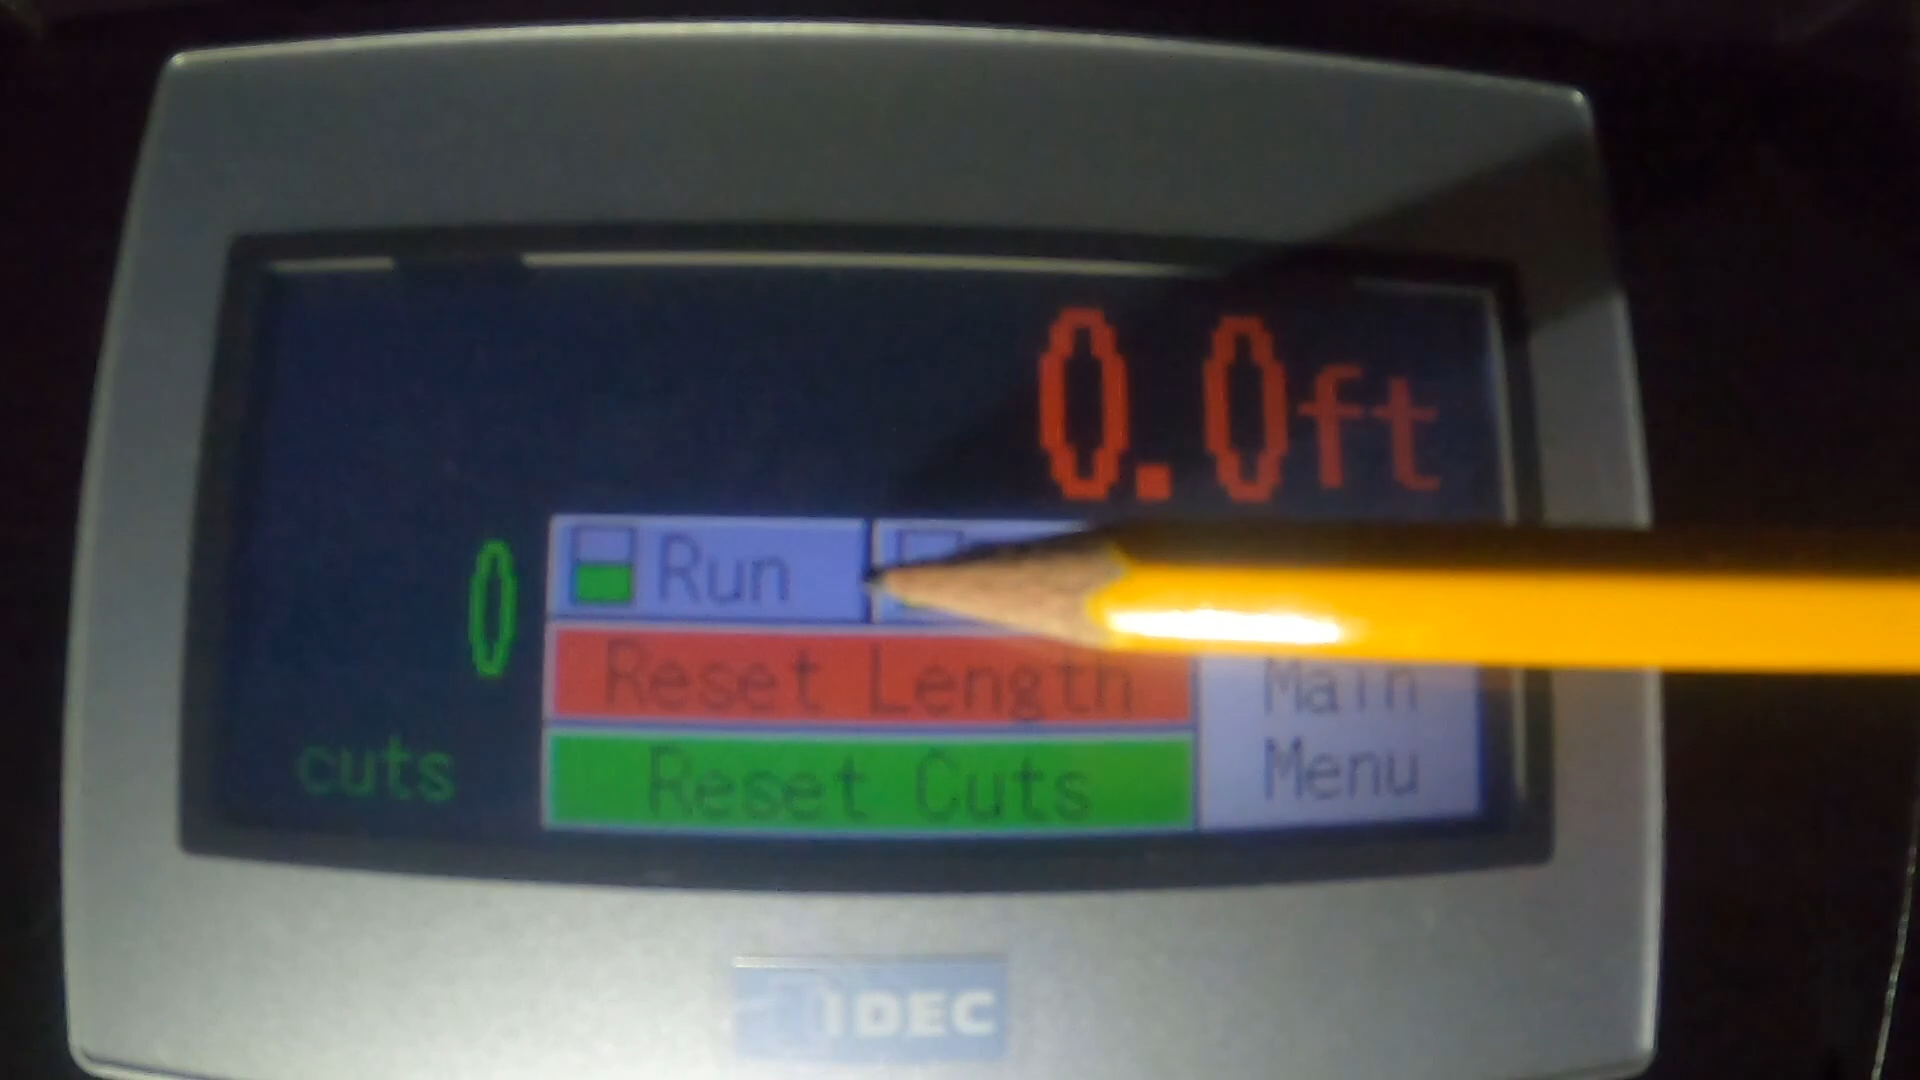 0.0ft
0
Run
Reset Length
cuts
Reset Cuts
Main
Menu
IDEC